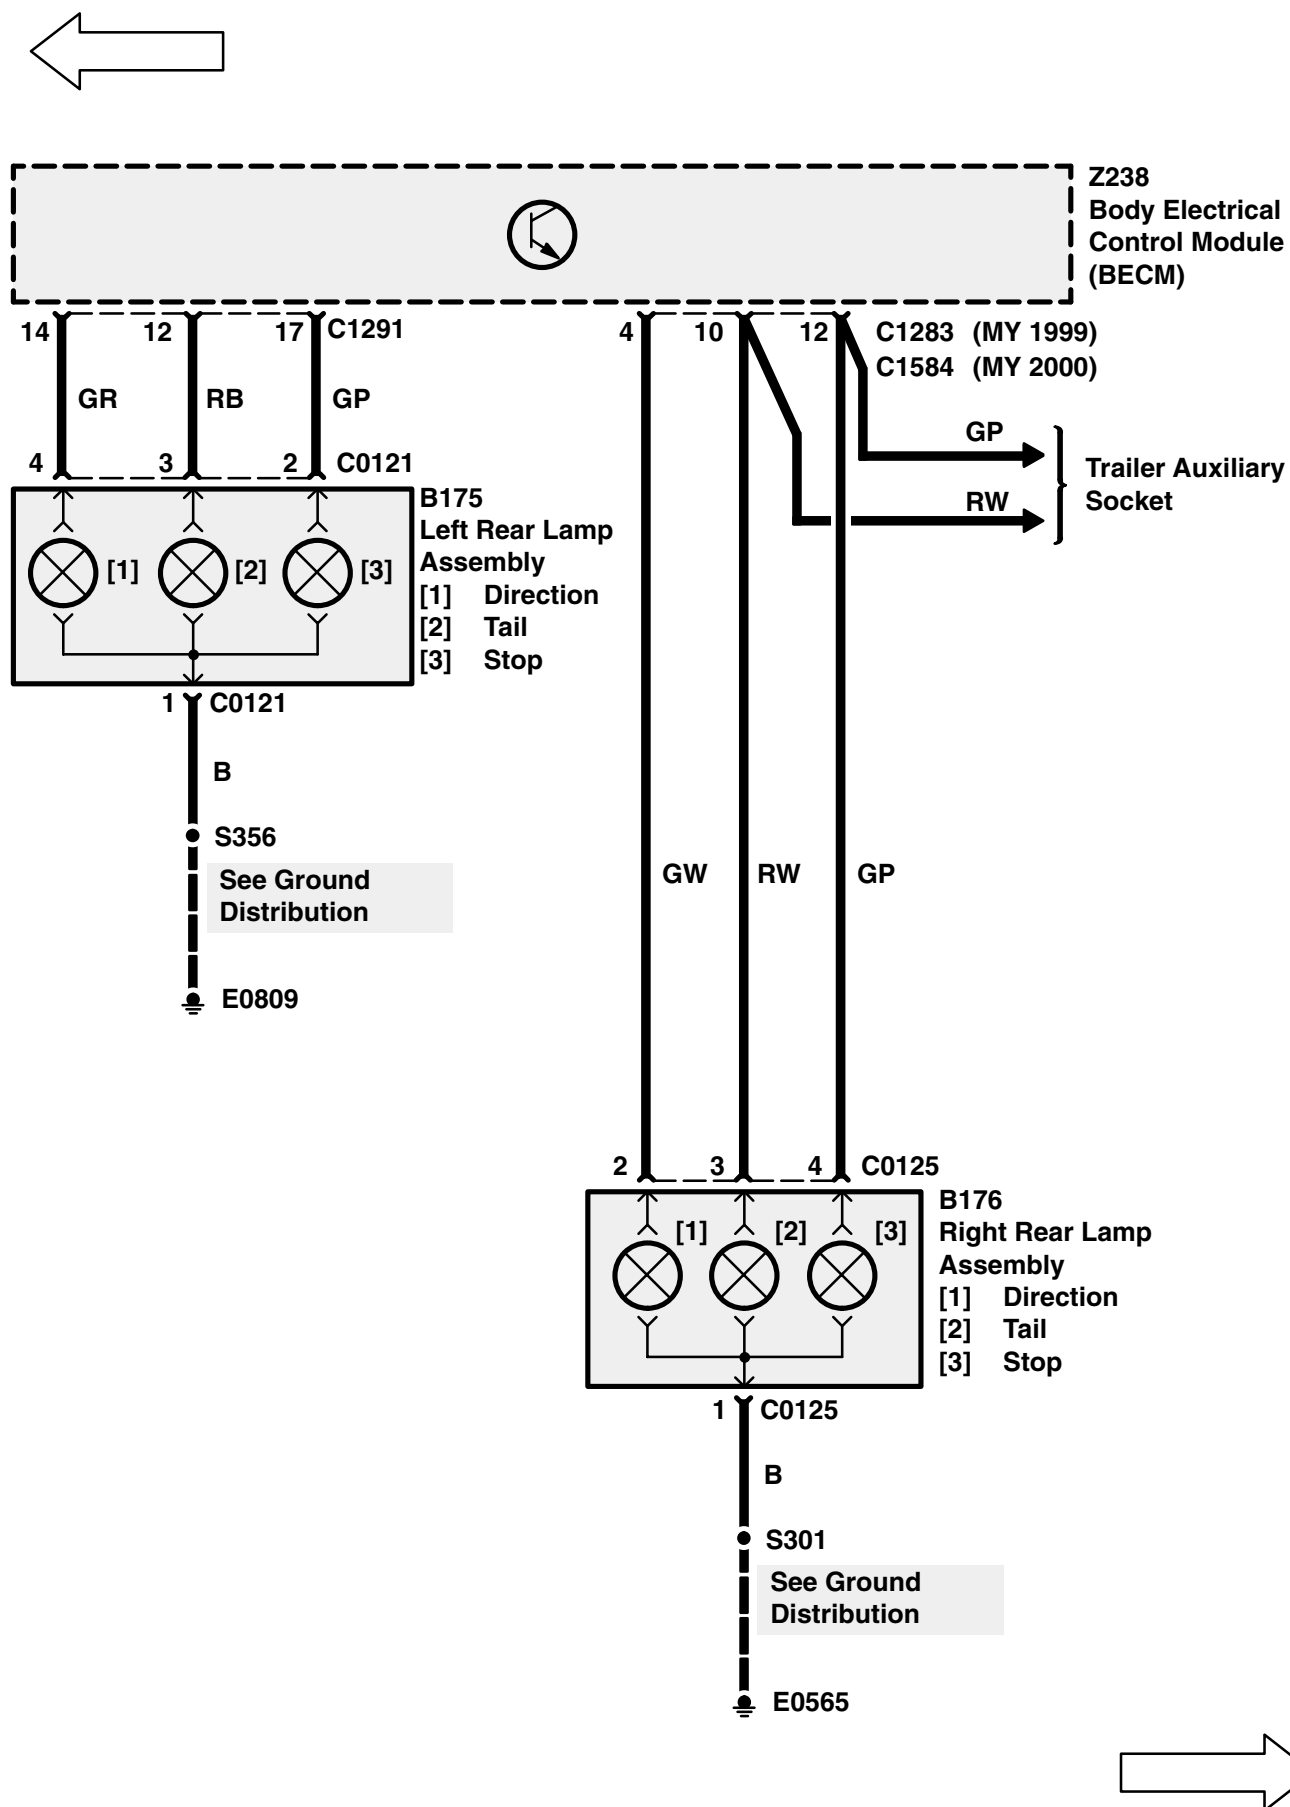 Z238
Body Electrical
Control Module
(BECM)
14 12 17 C1291
4 10 12 C1283 (MY 1999)
C1584 (MY 2000)
GR RB GP
GP
RW
Trailer Auxiliary
Socket
4 3 2 C0121
B175
Left Rear Lamp
Assembly
[1] Direction
[2] Tail
[3] Stop
[1] [2] [3]
1 C0121
B
S356
See Ground
Distribution
E0809
GW RW GP
2 3 4 C0125
B176
Right Rear Lamp
Assembly
[1] Direction
[2] Tail
[3] Stop
[1] [2] [3]
1 C0125
B
S301
See Ground
Distribution
E0565